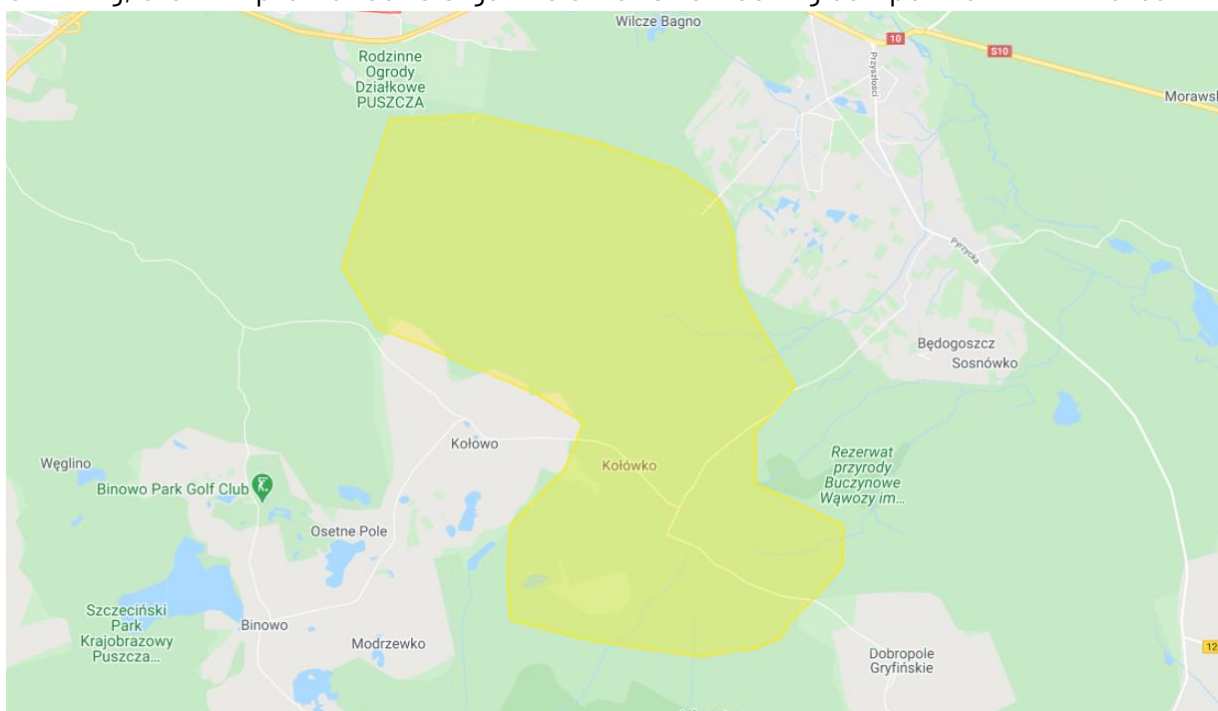 Wilcze Bagno
Rodzinne
Ogrody
Działkowe
PUSZCZA
10
S10
Przyszłości
Morawsk
Pyrzycka
Będogoszcz
Sosnówko
Kołowo
Kołówko
Węglino
Binowo Park Golf Club
Rezerwat
przyrody
Buczynowe
Wąwozy im...
Osetne Pole
Szczeciński
Park
Krajobrazowy
Puszcza...
Binowo
Modrzewko
Dobropole
Gryfińskie
12